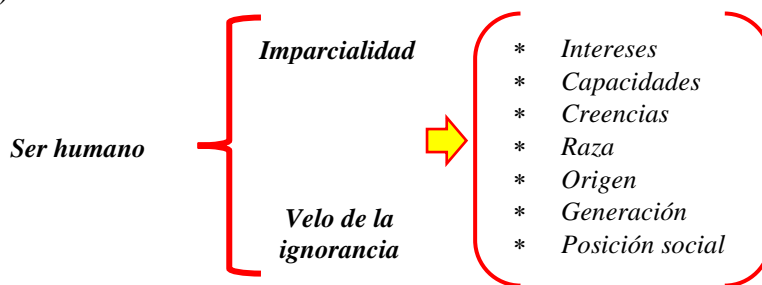 )
Imparcialidad
Ser humano
Velo de la
ignorancia
* Intereses
* Capacidades
* Creencias
* Raza
* Origen
* Generación
* Posición social